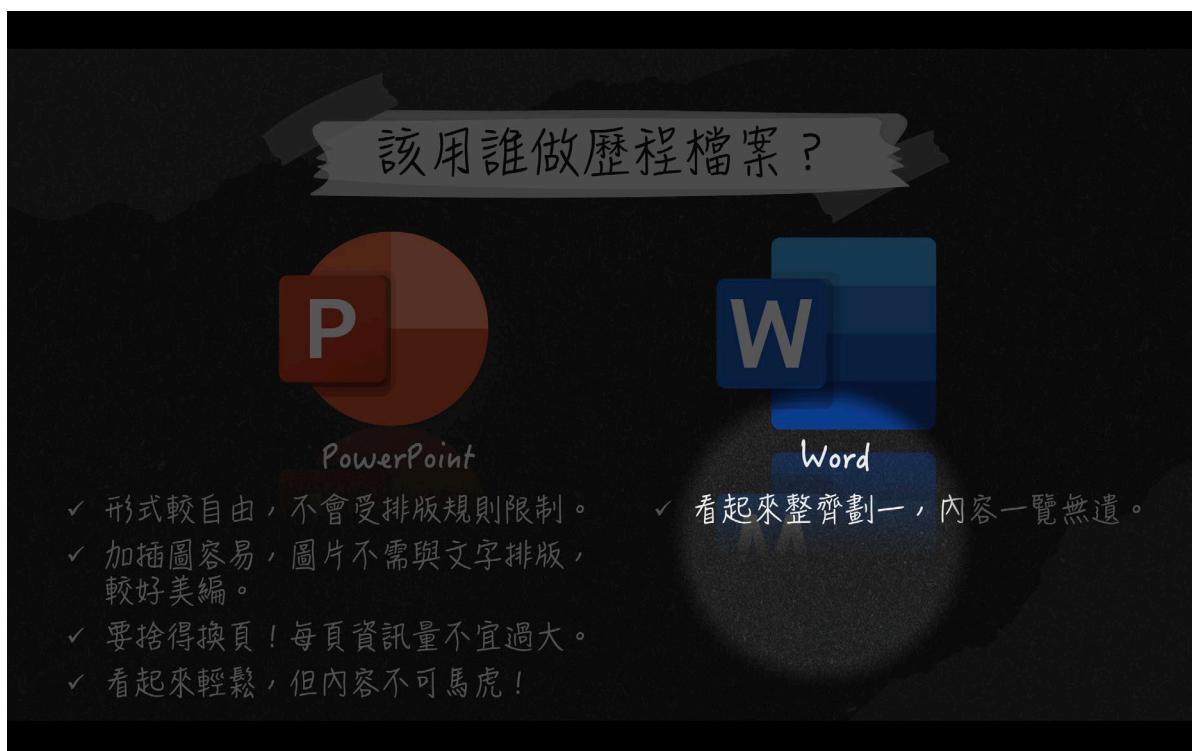 該用誰做歷程檔案？
P
W
PowerPoint
Word
✓ 形式較自由，不會受排版規則限制。
✓ 加插圖容易，圖片不需與文字排版，
較好美編。
✓ 要捨得換頁！每頁資訊量不宜過大。
✓ 看起來輕鬆，但內容不可馬虎！
✓ 看起來整齊劃一，內容一覽無遺。